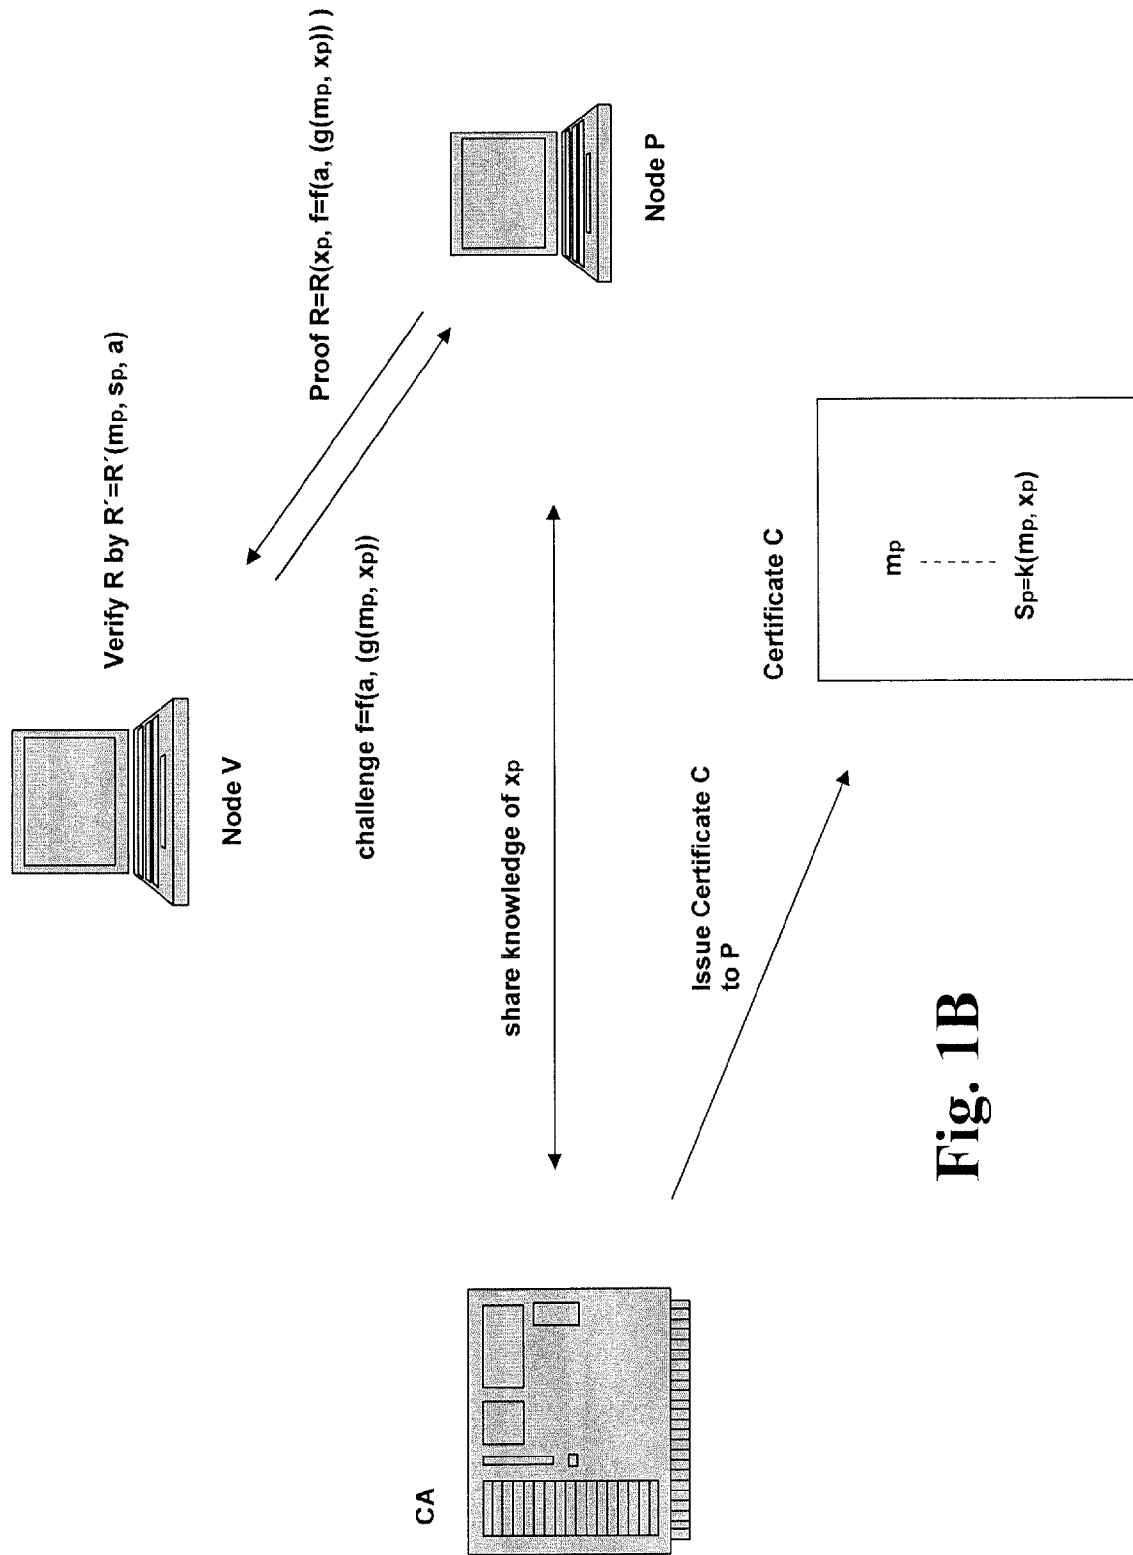 Verify R by R´=R´(mp, sp, a)
Node V
Proof R=R(xp, f=f(a, (g(mp, xp))) )
challenge f=f(a, (g(mp, xp))
Node P
share knowledge of xp
CA
Issue Certificate C
to P
Certificate C
mp
Sp=k(mp, xp)
Fig. 1B